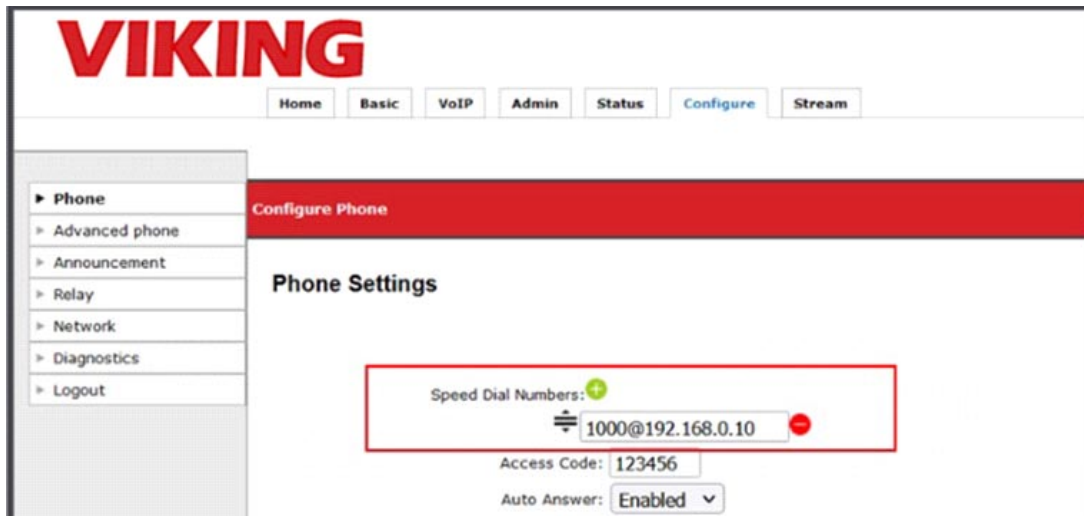 VIKING
Home Basic VoIP Admin Status Configure Stream
Phone
Advanced phone
Announcement
Relay
Network
Diagnostics
Logout
Configure Phone
Phone Settings
Speed Dial Numbers:
1000@192.168.0.10
Access Code: 123456
Auto Answer: Enabled